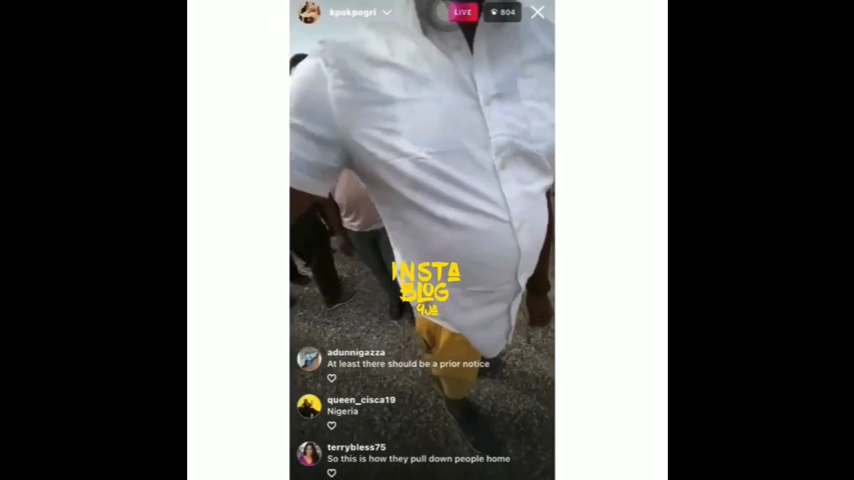 kpokpogri
LIVE
804
INSTA
BLOG
9JA
adunnigazza
At least there should be a prior notice
queen_cisca19
Nigeria
terrybless75
So this is how they pull down people home